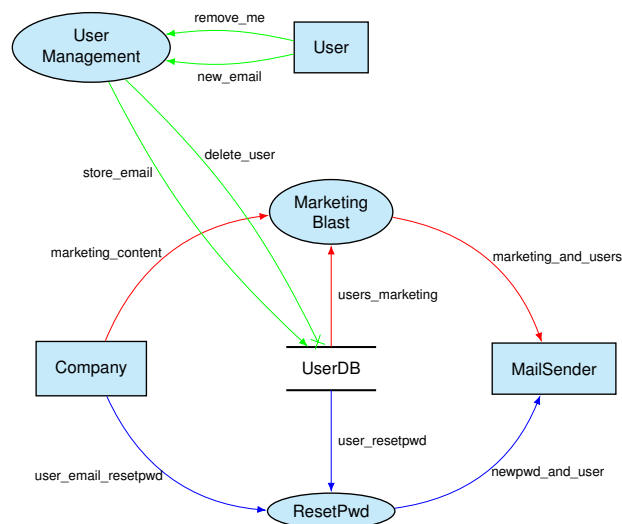 remove_me
User
Management
User
new_email
delete_user
store_email
Marketing
Blast
marketing_content
marketing_and_users
users_marketing
Company
UserDB
MailSender
user_resetpwd
user_email_resetpwd
newpwd_and_user
ResetPwd